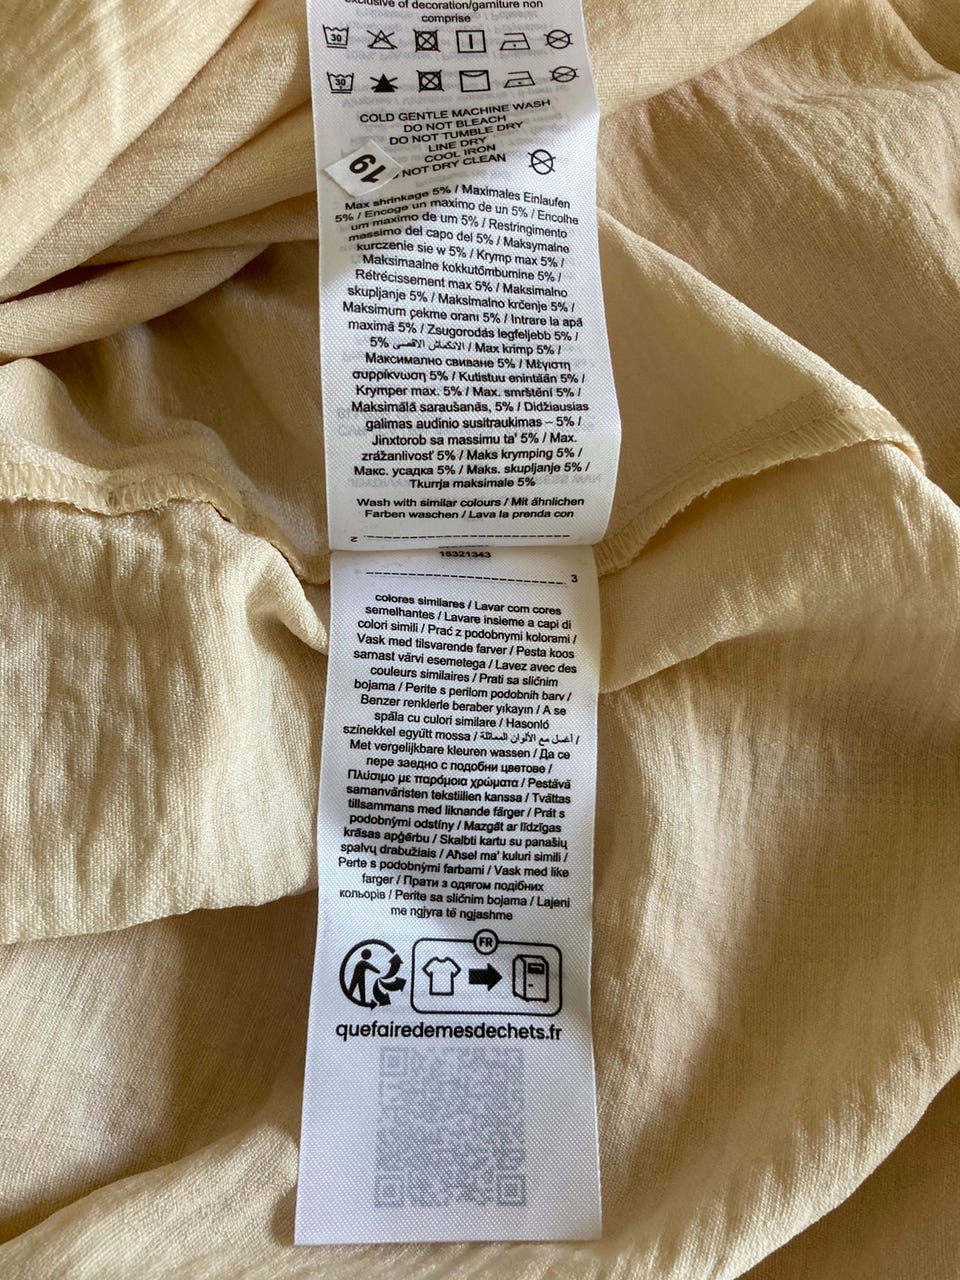 exclusive of decoration/garniture non
comprise
30
30
COLD GENTLE MACHINE WASH
DO NOT BLEACH
DO NOT TUMBLE DRY
LINE DRY
COOL IRON
NOT DRY CLEAN
19
Max shrinkage 5% / Maximales Einlaufen
5% / Encoge un máximo de un 5% / Encolhe
um máximo de um 5% / Restringimento
massimo del capo del 5% / Maksymalne
kurczenie sie w 5% / Krymp max 5% /
Maksimaalne kokkutõmbumine 5% /
Rétrécissement max 5% / Maksimalno
skupljanje 5% / Maksimalno krčenje 5% /
Maksimum çekme oranı 5% / Intrare la apă
maximă 5% / Zsugorodás legfeljebb 5% /
5% الانكماش الاقصى / Max krimp 5% /
Максимално свиване 5% / Μέγιστη
συρρίκνωση 5% / Kutistuu enintään 5% /
Krymper max. 5% / Max. smrštění 5% /
Maksimālā saraušanās, 5% / Didžiausias
galimas audinio susitraukimas – 5% /
Jinxtorob sa massimu ta' 5% / Max.
zrážanlivosť 5% / Maks krymping 5% /
Макс. усадка 5% / Maks. skupljanje 5% /
Tkurrja maksimale 5%
Wash with similar colours / Mit ähnlichen
Farben waschen / Lava la prenda con
2
15321343
3
colores similares / Lavar com cores
semelhantes / Lavare insieme a capi di
colori simili / Prać z podobnymi kolorami /
Vask med tilsvarende farver / Pesta koos
samast värvi esemetega / Lavez avec des
couleurs similaires / Prati sa sličnim
bojama / Perite s perilom podobnih barv /
Benzer renklerle beraber yıkayın / A se
spăla cu culori similare / Hasonló
színekkel együtt mossa / أغسل مع الألوان المماثلة /
Met vergelijkbare kleuren wassen / Да се
пере заедно с подобни цветове /
Πλύσιμο με παρόμοια χρώματα / Pestävä
samanväristen tekstiilien kanssa / Tvättas
tillsammans med liknande färger / Prát s
podobnými odstíny / Mazgāt ar līdzīgas
krāsas apģērbu / Skalbti kartu su panašių
spalvų drabužiais / Aħsel ma' kuluri simili /
Perte s podobnými farbami / Vask med like
farger / Прати з одягом подібних
кольорів / Perite sa sličnim bojama / Lajeni
me ngjyra të ngjashme
FR
quefairedemesdechets.fr